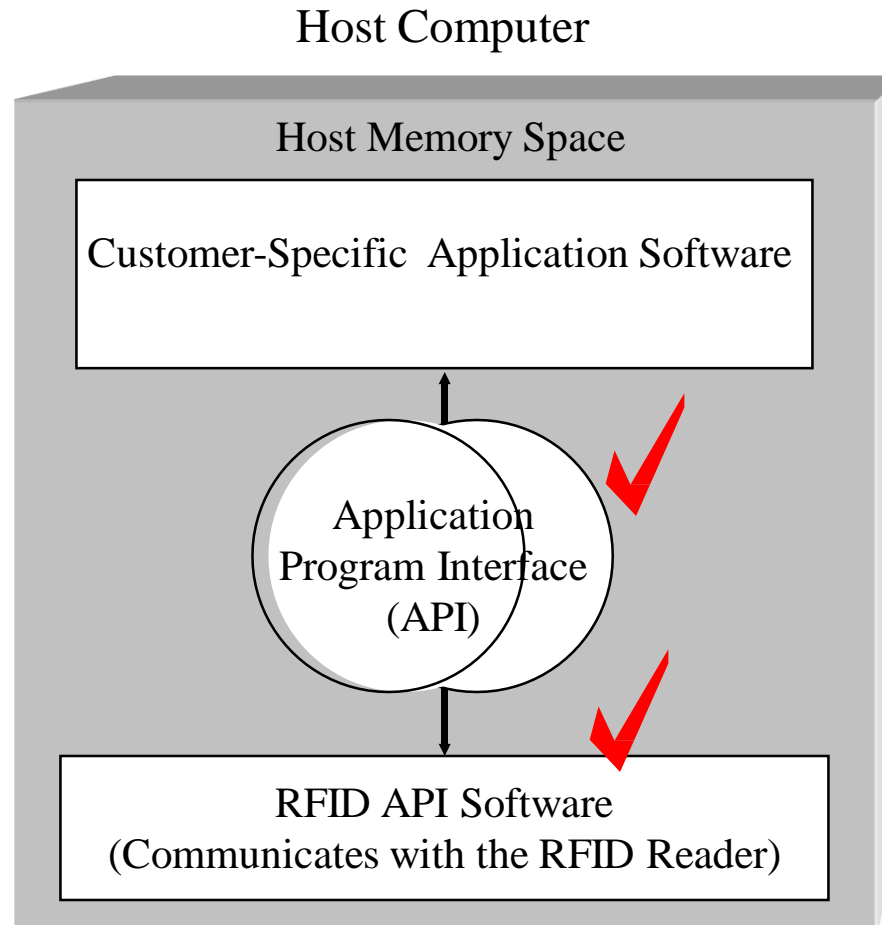 Host Computer
Host Memory Space
Customer-Specific  Application Software
Application
Program Interface
(API)
RFID API Software
(Communicates with the RFID Reader)